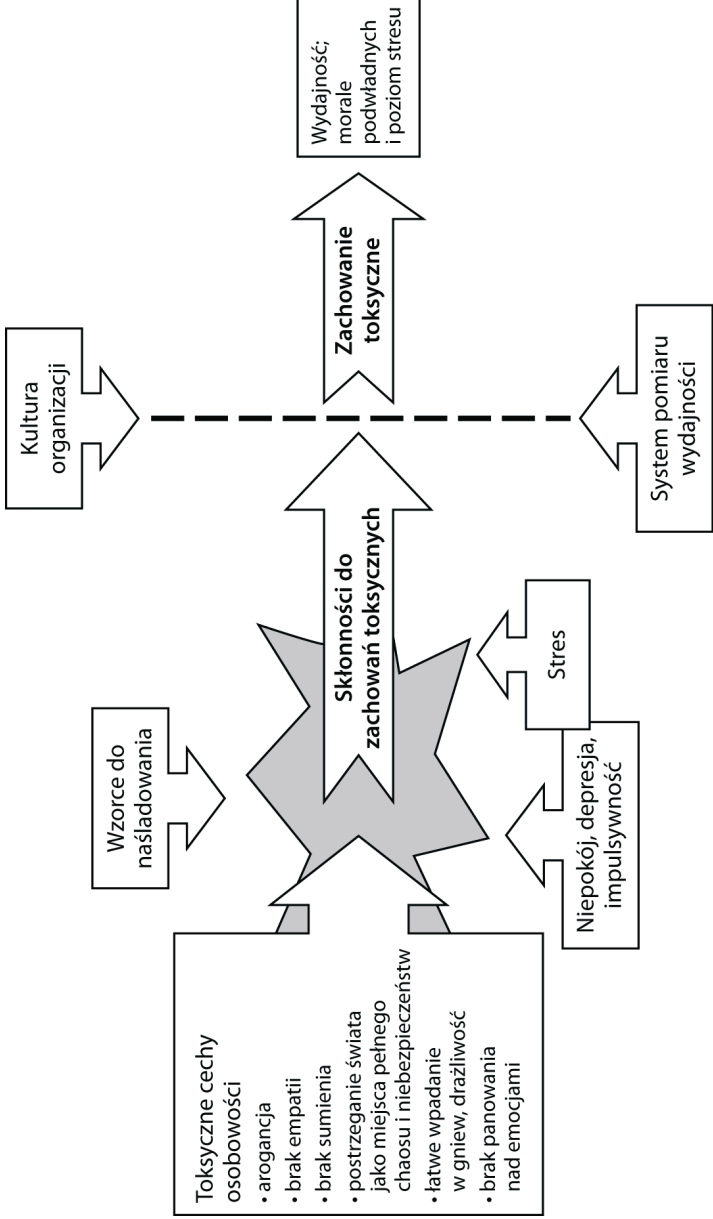 Toksyczne cechy
osobowości
• arogancja
• brak empatii
• brak sumienia
• postrzeganie świata
jako miejsca pełnego
chaosu i niebezpieczeństw
• łatwe wpadanie
w gniew, drażliwość
• brak panowania
nad emocjami
Wzorce do
naśladowania
Niepokój, depresja,
impulsywność
Stres
Skłonności do
zachowań toksycznych
Kultura
organizacji
System pomiaru
wydajności
Zachowanie
toksyczne
Wydajność;
morale
podwładnych
i poziom stresu